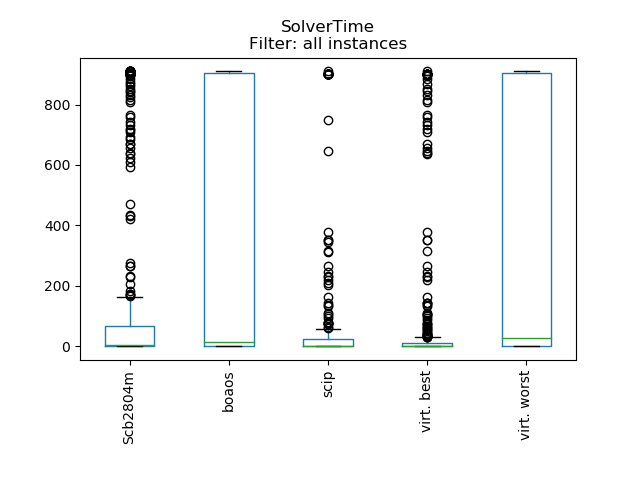 SolverTime
Filter: all instances
800
600
400
200
0
Scb2804m
boaos
scip
virt. best
virt. worst